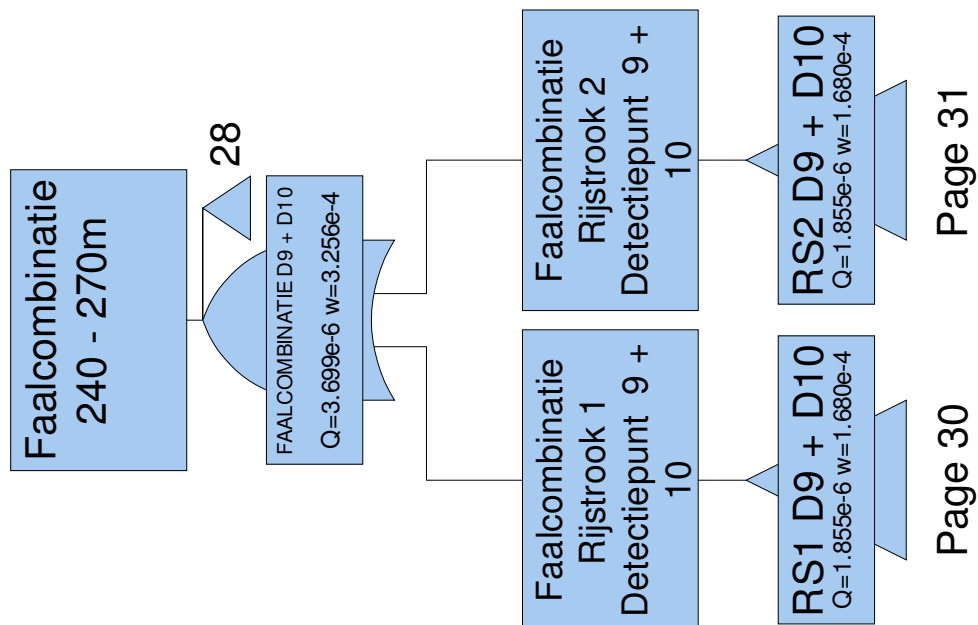 Faalcombinatie
240 - 270m
28
FAALCOMBINATIE D9 + D10
Q=3.699e-6 w=3.256e-4
Faalcombinatie
Rijstrook 1
Detectiepunt 9 +
10
Faalcombinatie
Rijstrook 2
Detectiepunt 9 +
10
RS1 D9 + D10
Q=1.855e-6 w=1.680e-4
RS2 D9 + D10
Q=1.855e-6 w=1.680e-4
Page 30
Page 31